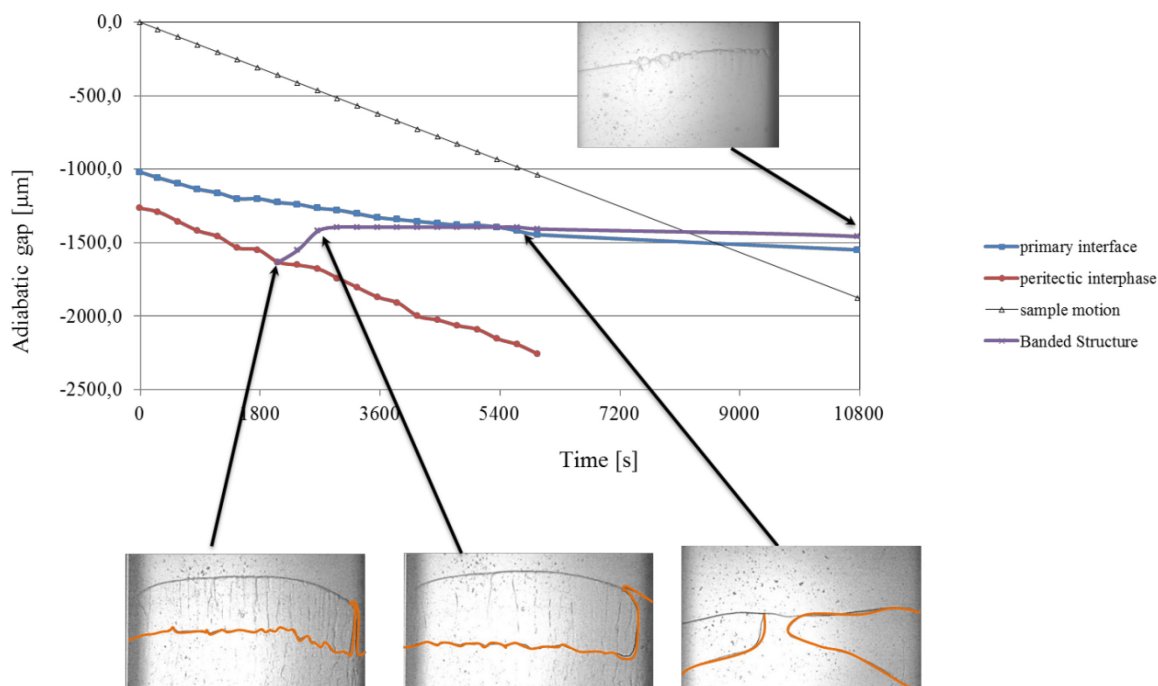 0,0
-500,0
-1000,0
-1500,0
-2000,0
-2500,0
Adiabatic gap [µm]
0
1800
3600
5400
7200
9000
10800
Time [s]
primary interface
peritectic interphase
sample motion
Banded Structure